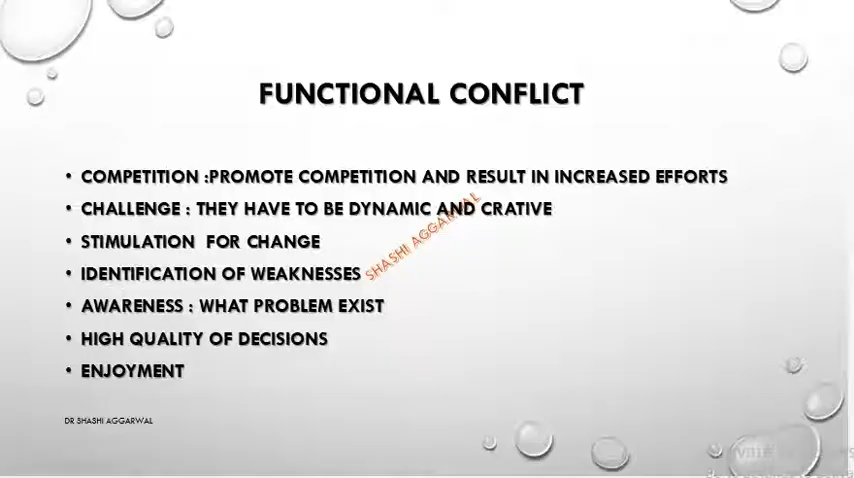 FUNCTIONAL CONFLICT
• COMPETITION :PROMOTE COMPETITION AND RESULT IN INCREASED EFFORTS
• CHALLENGE : THEY HAVE TO BE DYNAMIC AND CRATIVE
• STIMULATION FOR CHANGE
• IDENTIFICATION OF WEAKNESSES
SHASHI AGGARWAL
• AWARENESS : WHAT PROBLEM EXIST
• HIGH QUALITY OF DECISIONS
• ENJOYMENT
DR SHASHI AGGARWAL